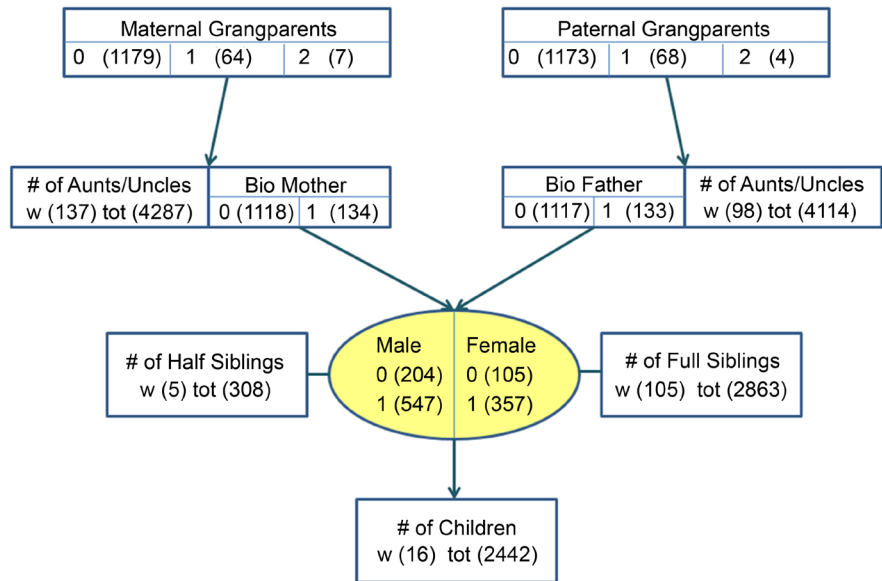 Maternal Grangparents
0 (1179) 1 (64) 2 (7)
Paternal Grangparents
0 (1173) 1 (68) 2 (4)
# of Aunts/Uncles
w (137) tot (4287)
Bio Mother
0 (1118) 1 (134)
Bio Father
0 (1117) 1 (133)
# of Aunts/Uncles
w (98) tot (4114)
# of Half Siblings
w (5) tot (308)
Male
0 (204)
1 (547)
Female
0 (105)
1 (357)
# of Full Siblings
w (105) tot (2863)
# of Children
w (16) tot (2442)